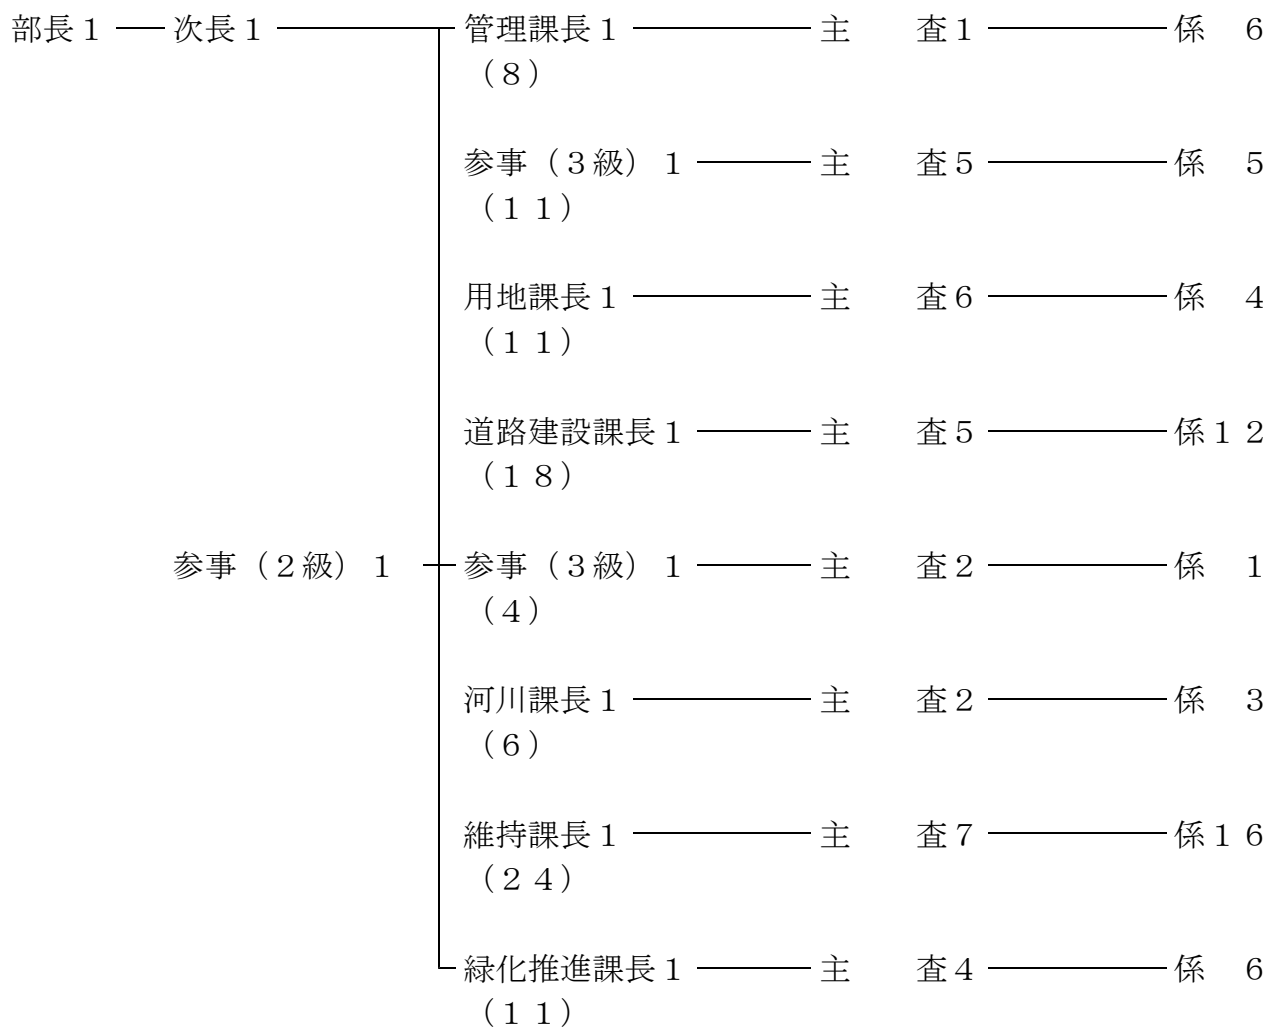 部長１ 次長１ 管理課長１ 主　　査１ 係　６
（８）
参事（３級）１ 主　　査５ 係　５
（１１）
用地課長１ 主　　査６ 係　４
（１１）
道路建設課長１ 主　　査５ 係１２
（１８）
参事（２級）１ 参事（３級）１ 主　　査２ 係　１
（４）
河川課長１ 主　　査２ 係　３
（６）
維持課長１ 主　　査７ 係１６
（２４）
緑化推進課長１ 主　　査４ 係　６
（１１）